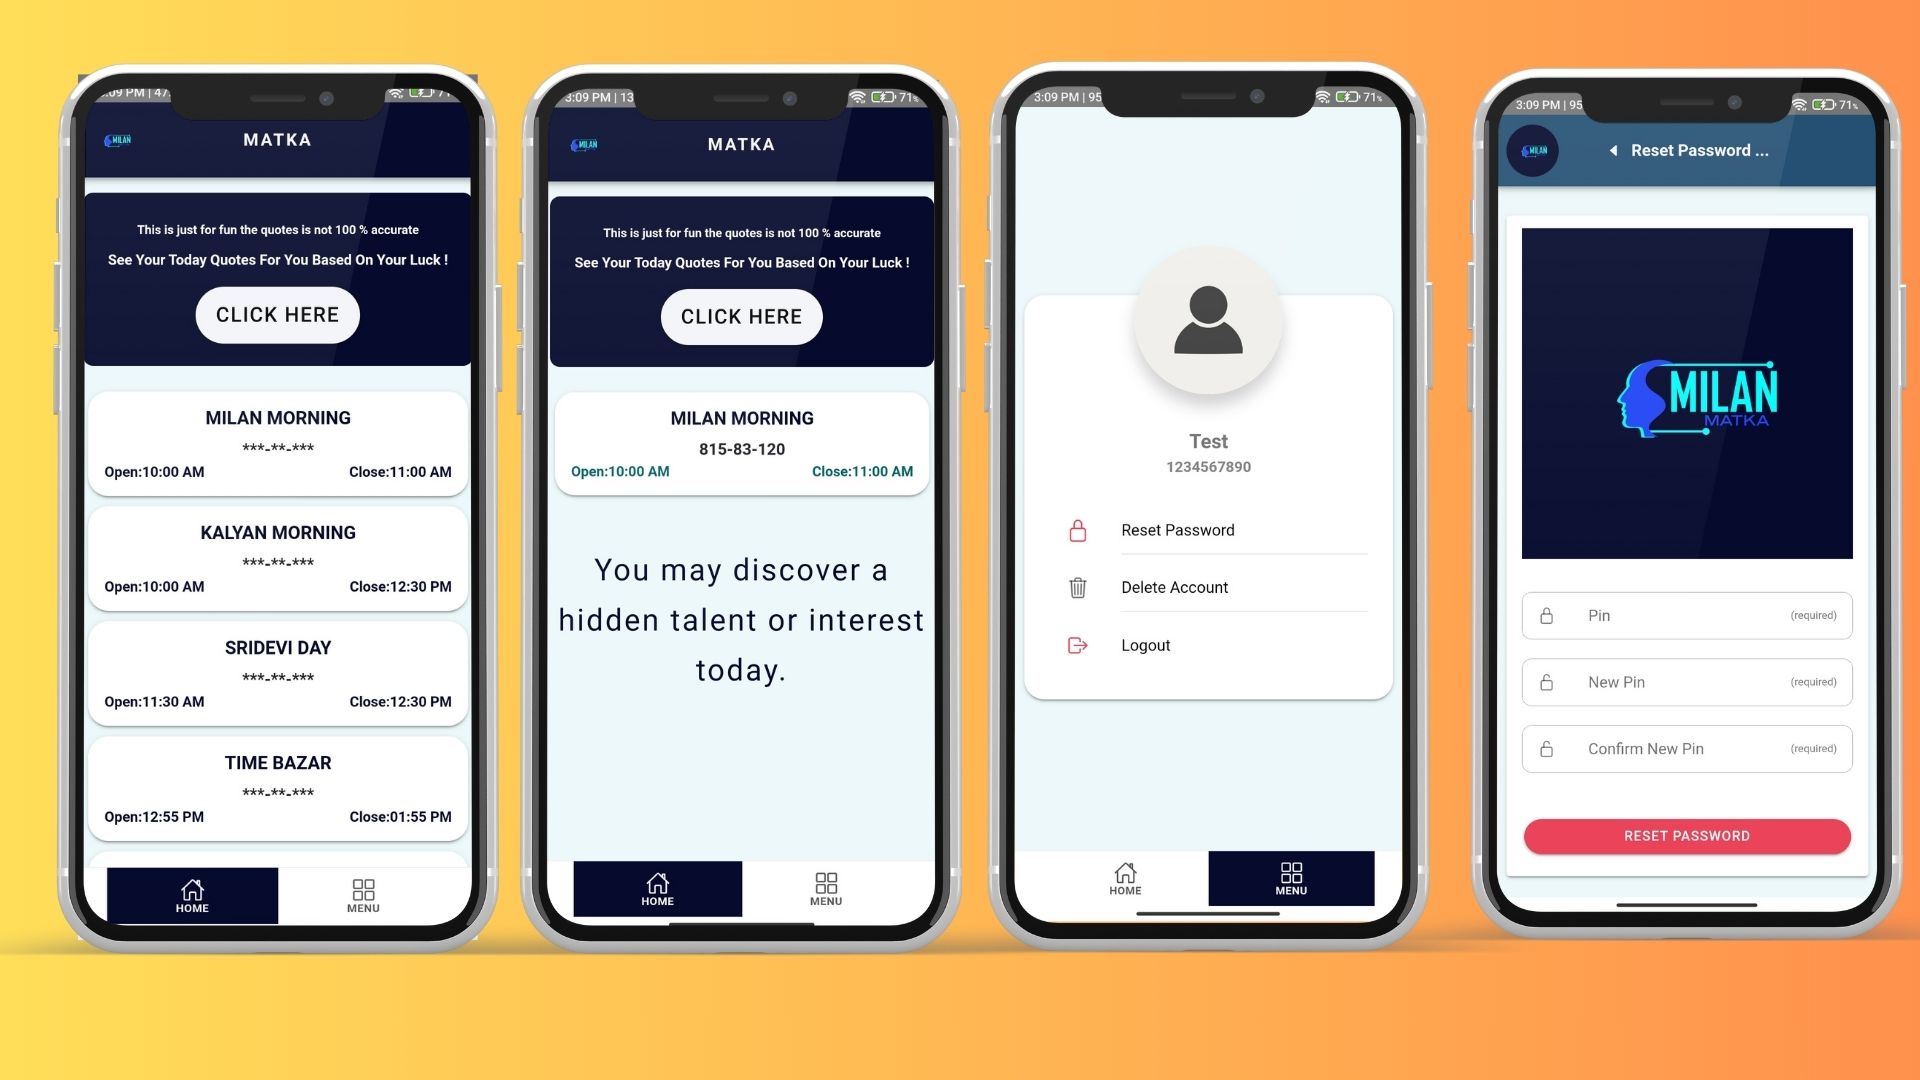 :09 PM | 47
MILAN
MATKA
This is just for fun the quotes is not 100 % accurate
See Your Today Quotes For You Based On Your Luck !
CLICK HERE
MILAN MORNING
***-**-***
Open:10:00 AM Close:11:00 AM
KALYAN MORNING
***-**-***
Open:10:00 AM Close:12:30 PM
SRIDEVI DAY
***-**-***
Open:11:30 AM Close:12:30 PM
TIME BAZAR
***-**-***
Open:12:55 PM Close:01:55 PM
HOME MENU
3:09 PM | 13 71%
MILAN
MATKA
This is just for fun the quotes is not 100 % accurate
See Your Today Quotes For You Based On Your Luck !
CLICK HERE
MILAN MORNING
815-83-120
Open:10:00 AM Close:11:00 AM
You may discover a
hidden talent or interest
today.
HOME MENU
3:09 PM | 95 71%
Test
1234567890
Reset Password
Delete Account
Logout
HOME MENU
3:09 PM | 95 71%
MILAN
Reset Password ...
MILAN
MATKA
Pin (required)
New Pin (required)
Confirm New Pin (required)
RESET PASSWORD